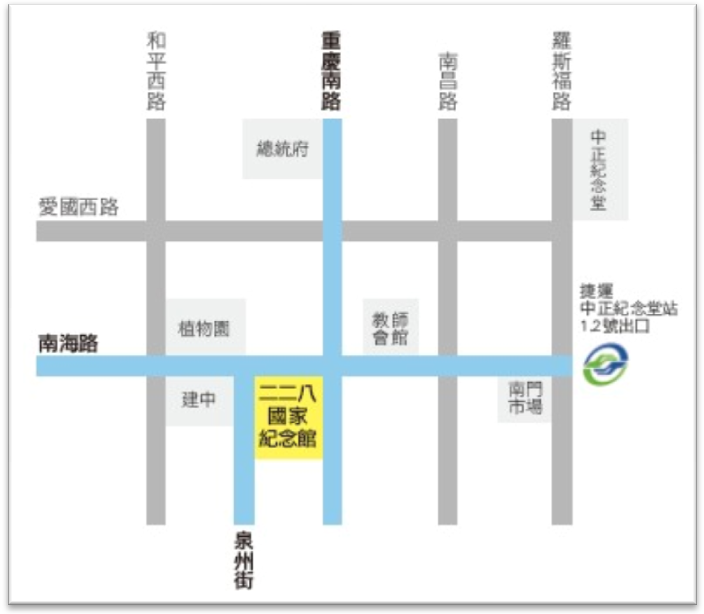 和平西路
重慶南路
南昌路
羅斯福路
總統府
中正紀念堂
愛國西路
捷運
中正紀念堂站
1.2號出口
植物園
教師
會館
南海路
建中
二二八
國家
紀念館
南門
市場
泉州街